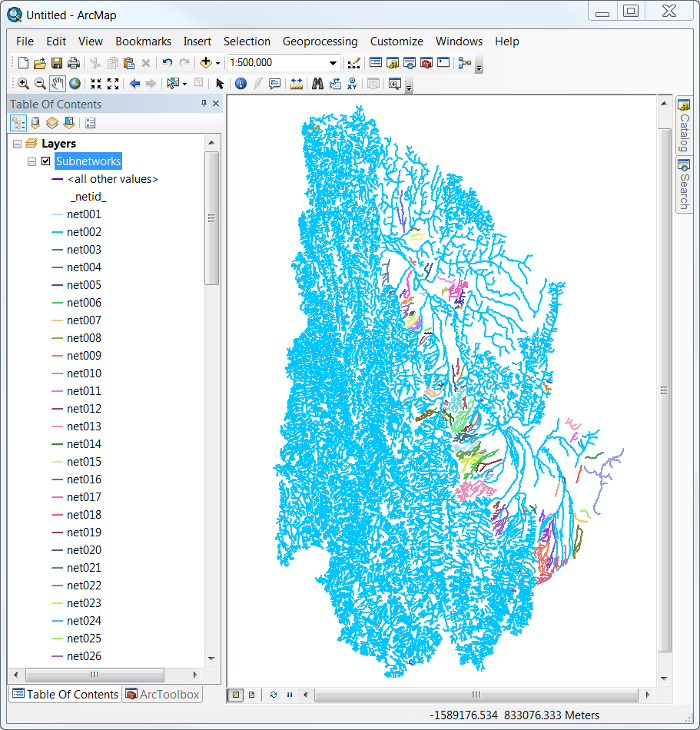 Untitled - ArcMap
File Edit View Bookmarks Insert Selection Geoprocessing Customize Windows Help
1:500,000
Table Of Contents
Layers
Subnetworks
<all other values>
_netid_
net001
net002
net003
net004
net005
net006
net007
net008
net009
net010
net011
net012
net013
net014
net015
net016
net017
net018
net019
net020
net021
net022
net023
net024
net025
net026
Catalog
Search
Table Of Contents ArcToolbox
-1589176.534 833076.333 Meters